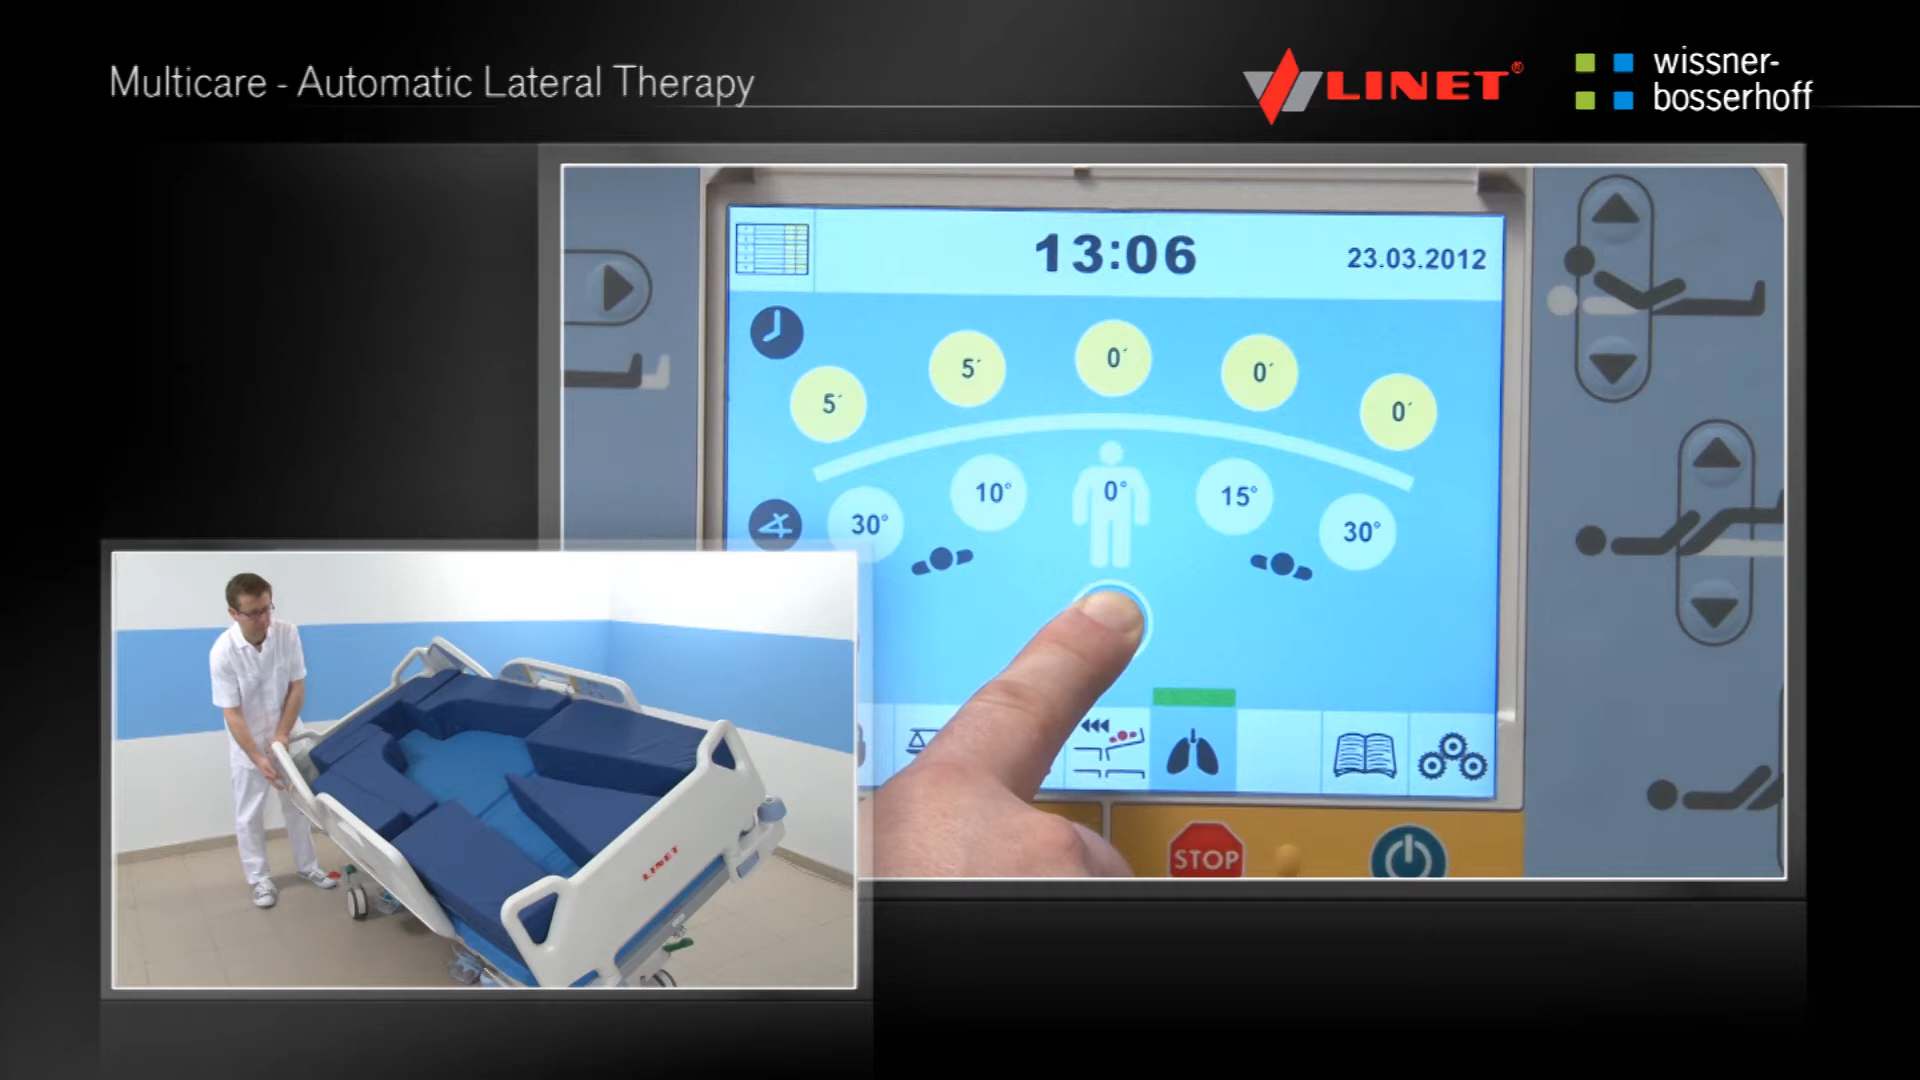 Multicare - Automatic Lateral Therapy
LINET®
wissner-
bosserhoff
13:06
23.03.2012
5´ 5´ 0´ 0´ 0´
30° 10° 0° 15° 30°
STOP
LINET